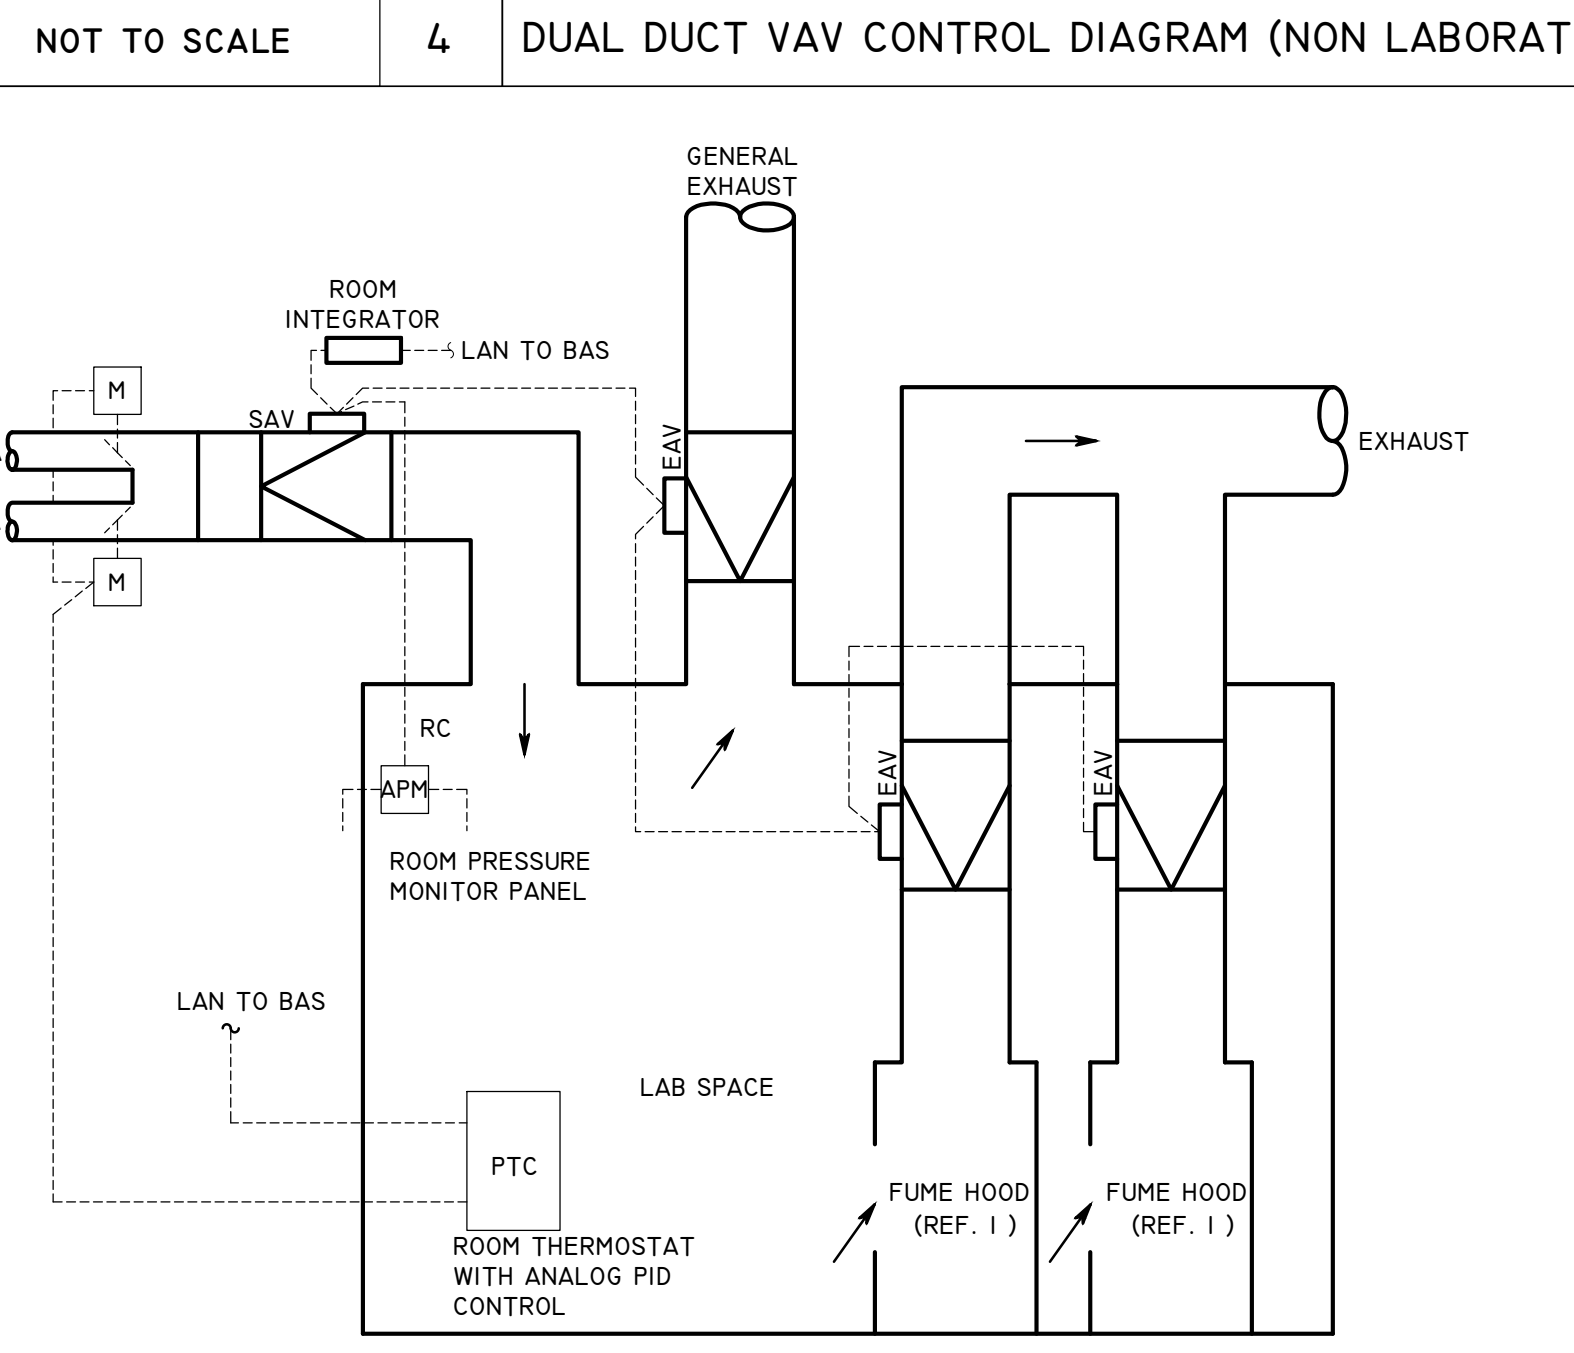 NOT TO SCALE
4
DUAL DUCT VAV CONTROL DIAGRAM (NON LABORAT
GENERAL
EXHAUST
ROOM
INTEGRATOR
LAN TO BAS
M
SAV
EAV
EXHAUST
M
RC
EAV
EAV
APM
ROOM PRESSURE
MONITOR PANEL
LAN TO BAS
LAB SPACE
PTC
FUME HOOD
(REF. 1 )
FUME HOOD
(REF. 1 )
ROOM THERMOSTAT
WITH ANALOG PID
CONTROL